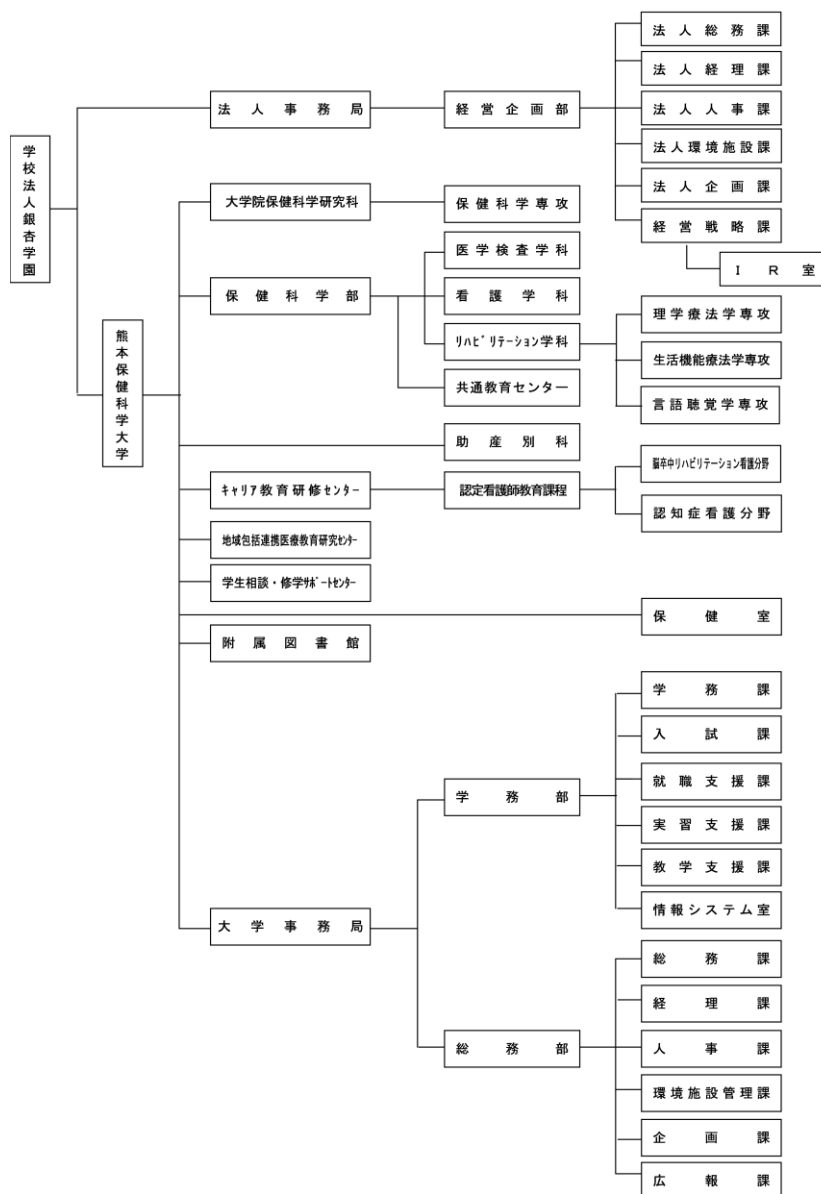 学校法人銀杏学園
法人事務局
経営企画部
法人総務課
法人経理課
法人人事課
法人環境施設課
法人企画課
経営戦略課
IR室
熊本保健科学大学
大学院保健科学研究科
保健科学専攻
保健科学部
医学検査学科
看護学科
リハビリテーション学科
理学療法学専攻
生活機能療法学専攻
言語聴覚学専攻
共通教育センター
助産別科
キャリア教育研修センター
認定看護師教育課程
脳卒中リハビリテーション看護分野
認知症看護分野
地域包括連携医療教育研究センター
学生相談・修学サポートセンター
保健室
附属図書館
大学事務局
学務部
学務課
入試課
就職支援課
実習支援課
教学支援課
情報システム室
総務部
総務課
経理課
人事課
環境施設管理課
企画課
広報課